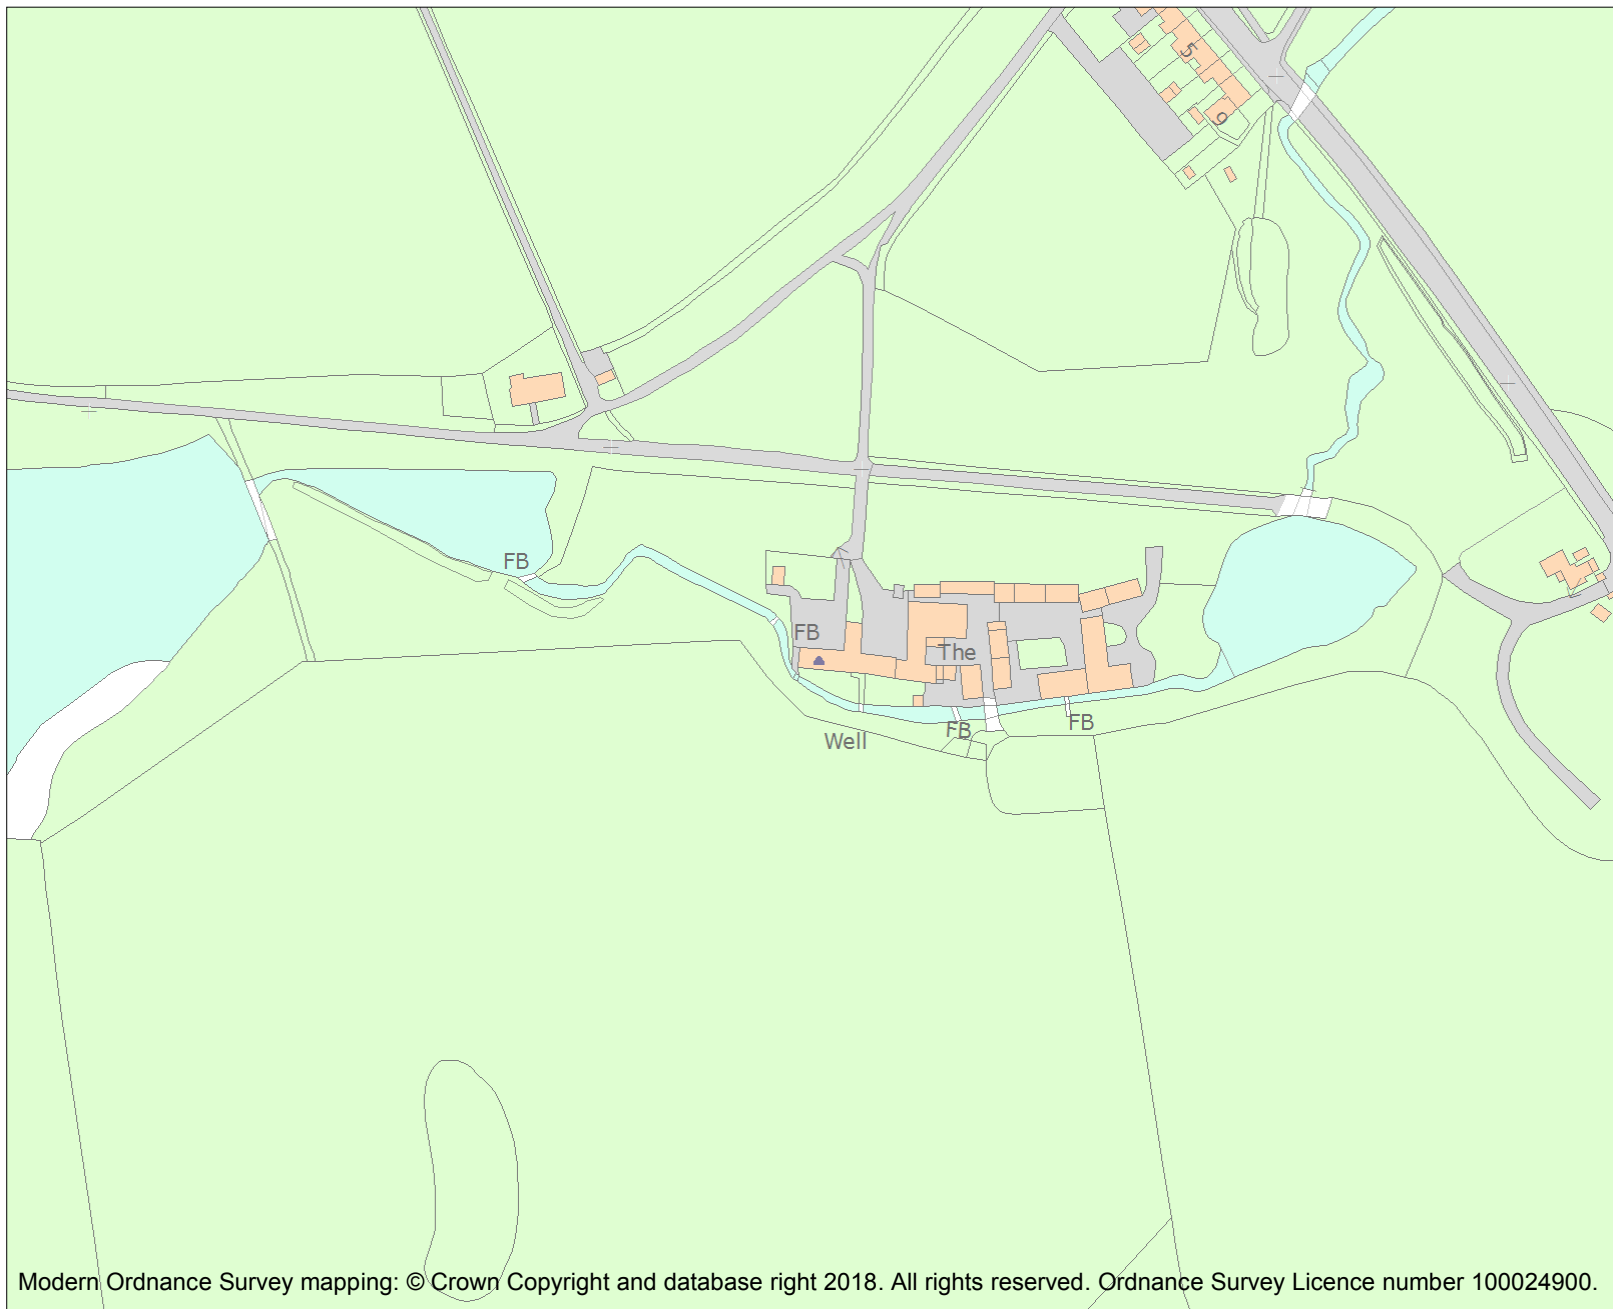 5
9
FB
FB
The
FB
FB
Well
Modern Ordnance Survey mapping: © Crown Copyright and database right 2018. All rights reserved. Ordnance Survey Licence number 100024900.